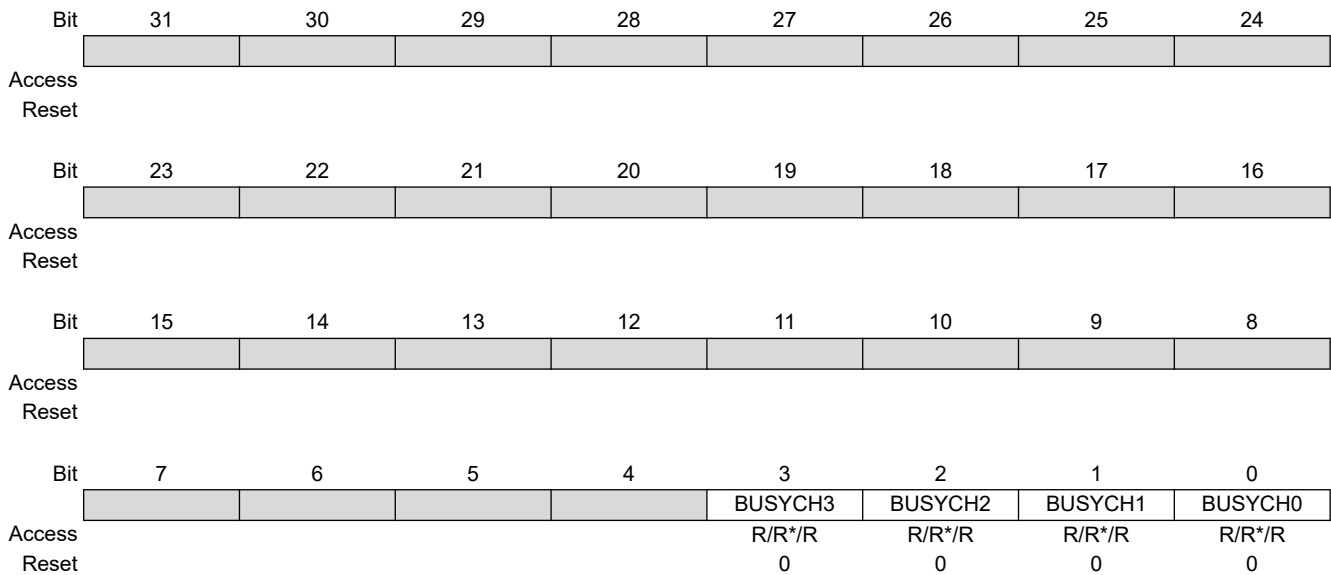 Bit 31 30 29 28 27 26 25 24
Access
Reset
Bit 23 22 21 20 19 18 17 16
Access
Reset
Bit 15 14 13 12 11 10 9 8
Access
Reset
Bit 7 6 5 4 3 2 1 0
BUSYCH3 BUSYCH2 BUSYCH1 BUSYCH0
Access R/R*/R R/R*/R R/R*/R R/R*/R
Reset 0 0 0 0